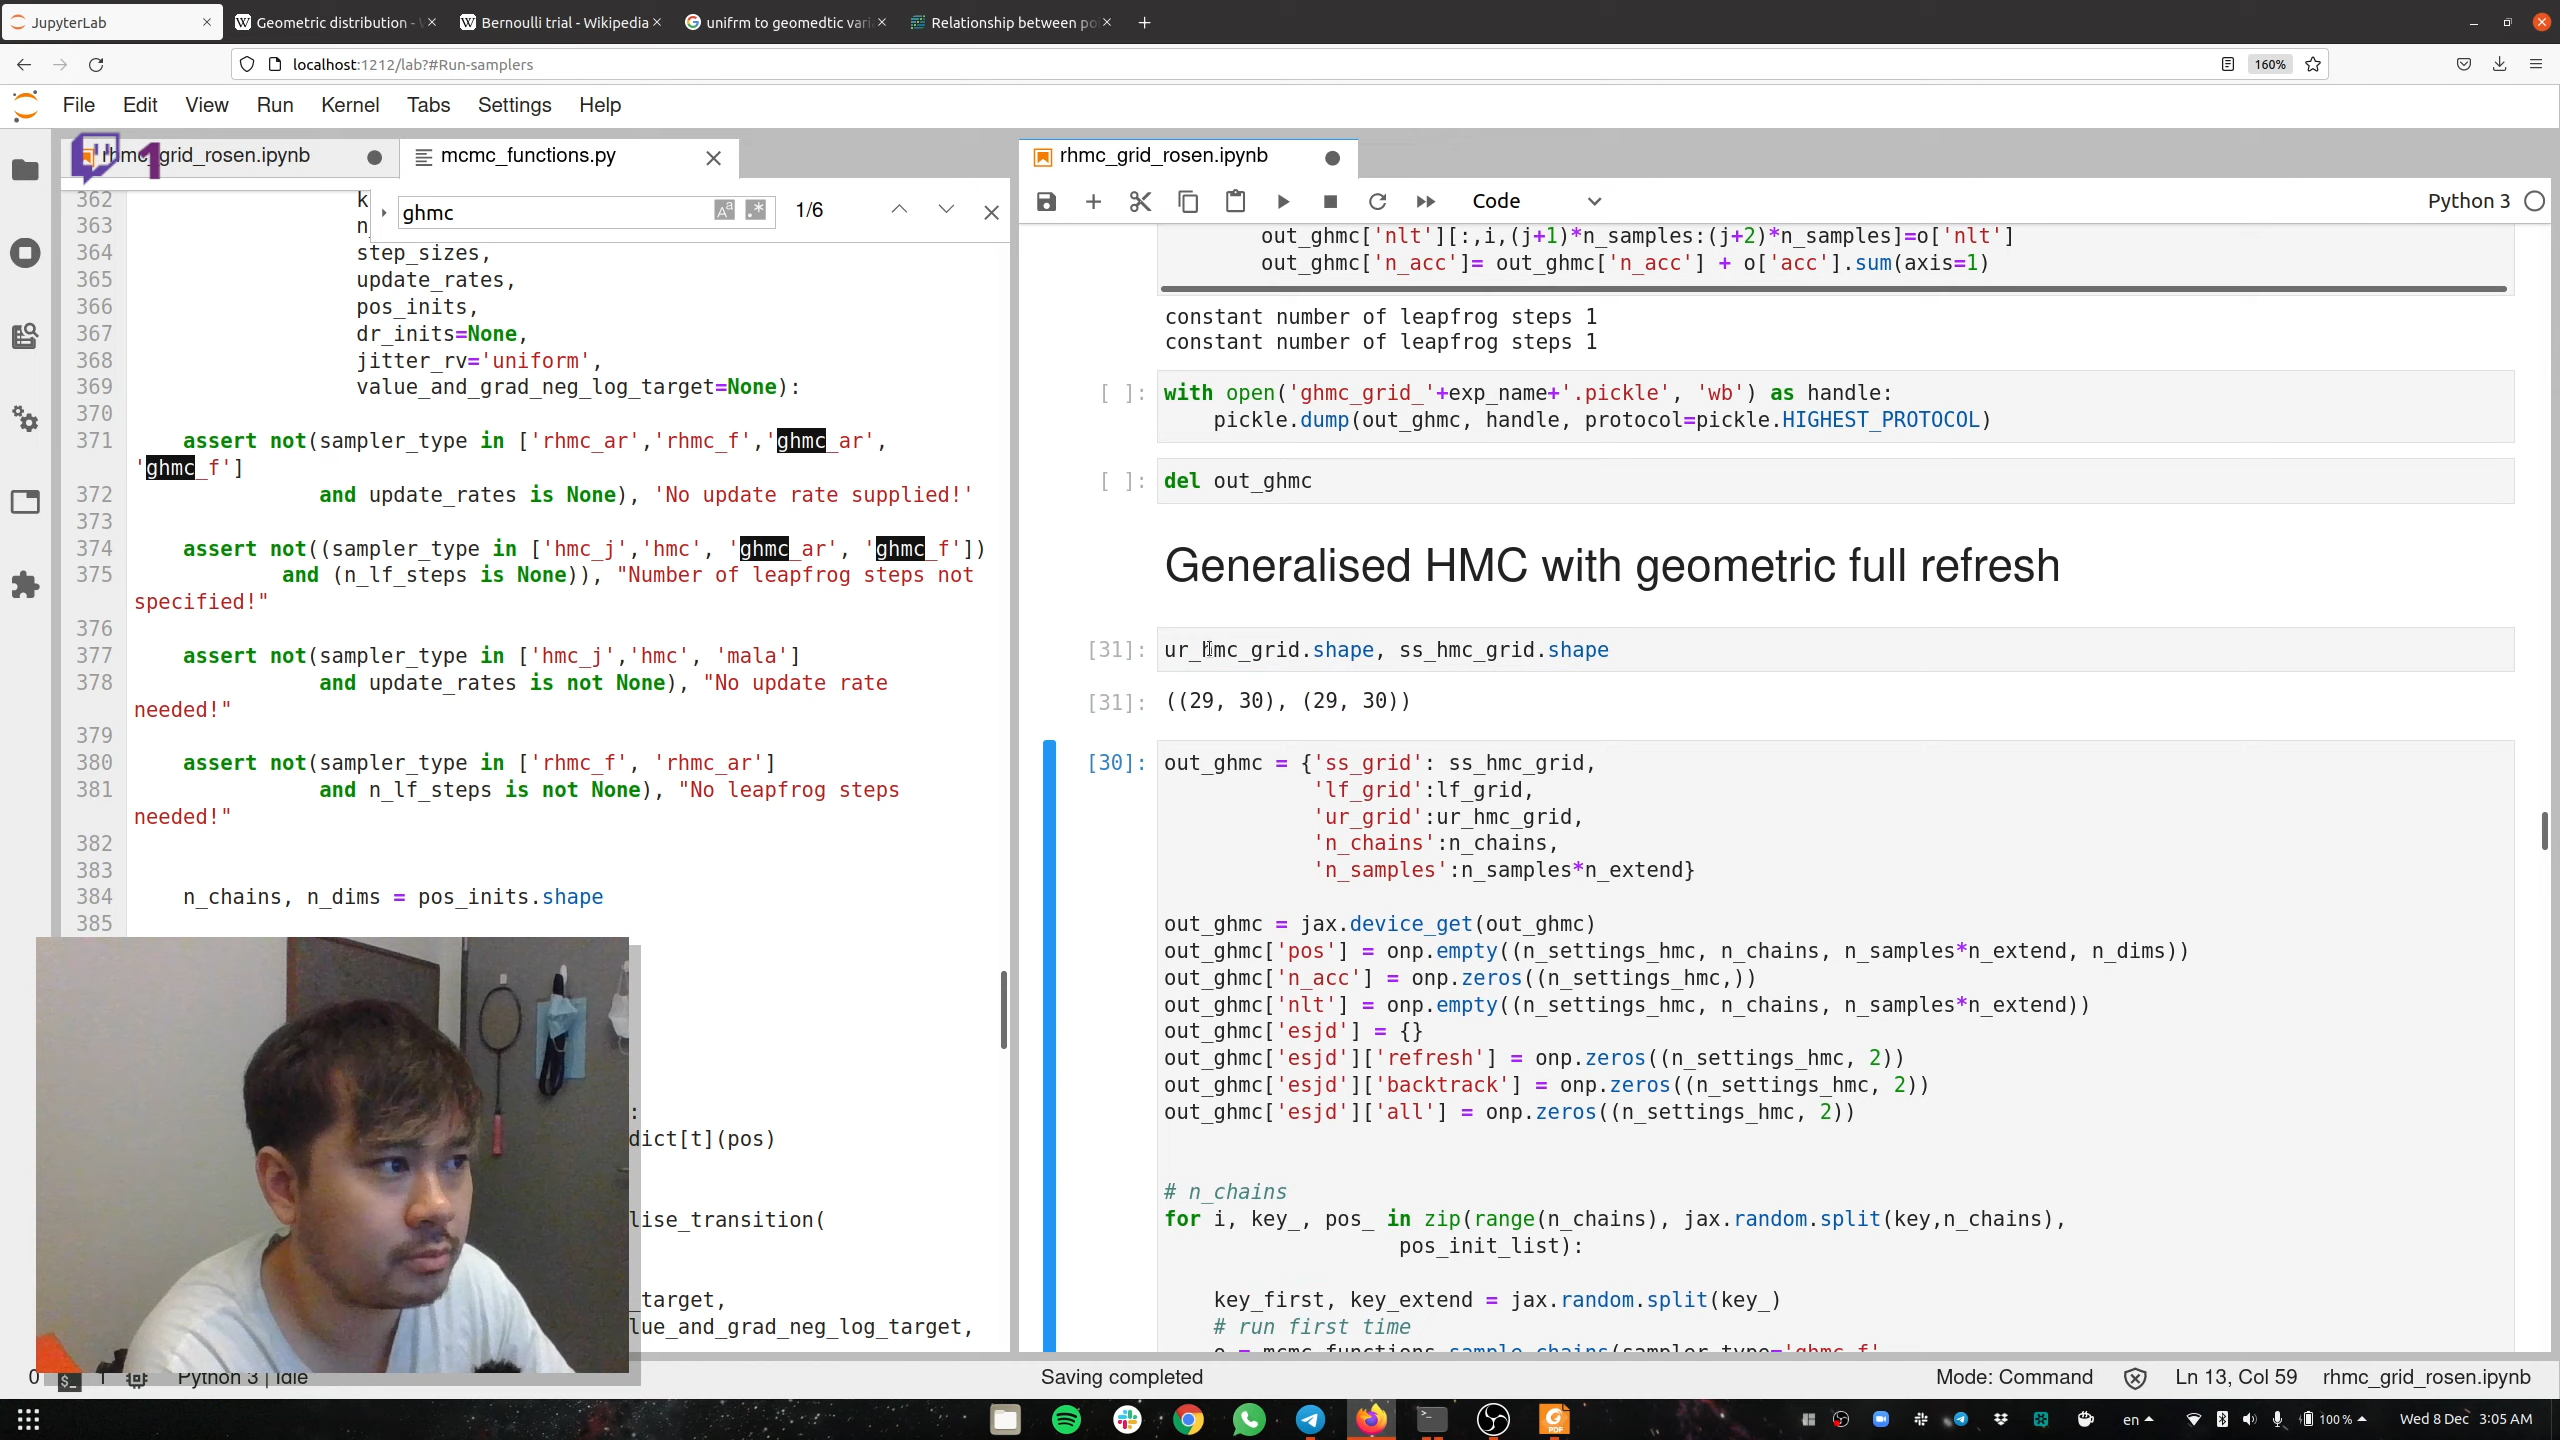 JupyterLab
Geometric distribution -
Bernoulli trial - Wikipedia
unifrm to geomedtic vari
Relationship between po
localhost:1212/lab?#Run-samplers
160%
File Edit View Run Kernel Tabs Settings Help
rhmc_grid_rosen.ipynb
1
mcmc_functions.py
rhmc_grid_rosen.ipynb
ghmc
1/6
Code
Python 3
362 k
363 n
364 step_sizes,
365 update_rates,
366 pos_inits,
367 dr_inits=None,
368 jitter_rv='uniform',
369 value_and_grad_neg_log_target=None):
370
371 assert not(sampler_type in ['rhmc_ar','rhmc_f','ghmc_ar',
'ghmc_f']
372 and update_rates is None), 'No update rate supplied!'
373
374 assert not((sampler_type in ['hmc_j','hmc', 'ghmc_ar', 'ghmc_f'])
375 and (n_lf_steps is None)), "Number of leapfrog steps not
specified!"
376
377 assert not(sampler_type in ['hmc_j','hmc', 'mala']
378 and update_rates is not None), "No update rate
needed!"
379
380 assert not(sampler_type in ['rhmc_f', 'rhmc_ar']
381 and n_lf_steps is not None), "No leapfrog steps
needed!"
382
383
384 n_chains, n_dims = pos_inits.shape
385
:
dict[t](pos)
lise_transition(
_target,
lue_and_grad_neg_log_target,
out_ghmc['nlt'][:,i,(j+1)*n_samples:(j+2)*n_samples]=o['nlt']
out_ghmc['n_acc']= out_ghmc['n_acc'] + o['acc'].sum(axis=1)
constant number of leapfrog steps 1
constant number of leapfrog steps 1
[ ]: with open('ghmc_grid_'+exp_name+'.pickle', 'wb') as handle:
pickle.dump(out_ghmc, handle, protocol=pickle.HIGHEST_PROTOCOL)
[ ]: del out_ghmc
Generalised HMC with geometric full refresh
[31]: ur_hmc_grid.shape, ss_hmc_grid.shape
[31]: ((29, 30), (29, 30))
[30]: out_ghmc = {'ss_grid': ss_hmc_grid,
'lf_grid':lf_grid,
'ur_grid':ur_hmc_grid,
'n_chains':n_chains,
'n_samples':n_samples*n_extend}
out_ghmc = jax.device_get(out_ghmc)
out_ghmc['pos'] = onp.empty((n_settings_hmc, n_chains, n_samples*n_extend, n_dims))
out_ghmc['n_acc'] = onp.zeros((n_settings_hmc,))
out_ghmc['nlt'] = onp.empty((n_settings_hmc, n_chains, n_samples*n_extend))
out_ghmc['esjd'] = {}
out_ghmc['esjd']['refresh'] = onp.zeros((n_settings_hmc, 2))
out_ghmc['esjd']['backtrack'] = onp.zeros((n_settings_hmc, 2))
out_ghmc['esjd']['all'] = onp.zeros((n_settings_hmc, 2))
# n_chains
for i, key_, pos_ in zip(range(n_chains), jax.random.split(key,n_chains),
pos_init_list):
key_first, key_extend = jax.random.split(key_)
# run first time
o = mcmc_functions.sample_chains(sampler_type='ghmc_f',
0
1
Python 3 | Idle
Saving completed
Mode: Command
Ln 13, Col 59
rhmc_grid_rosen.ipynb
en
100 %
Wed 8 Dec 3:05 AM